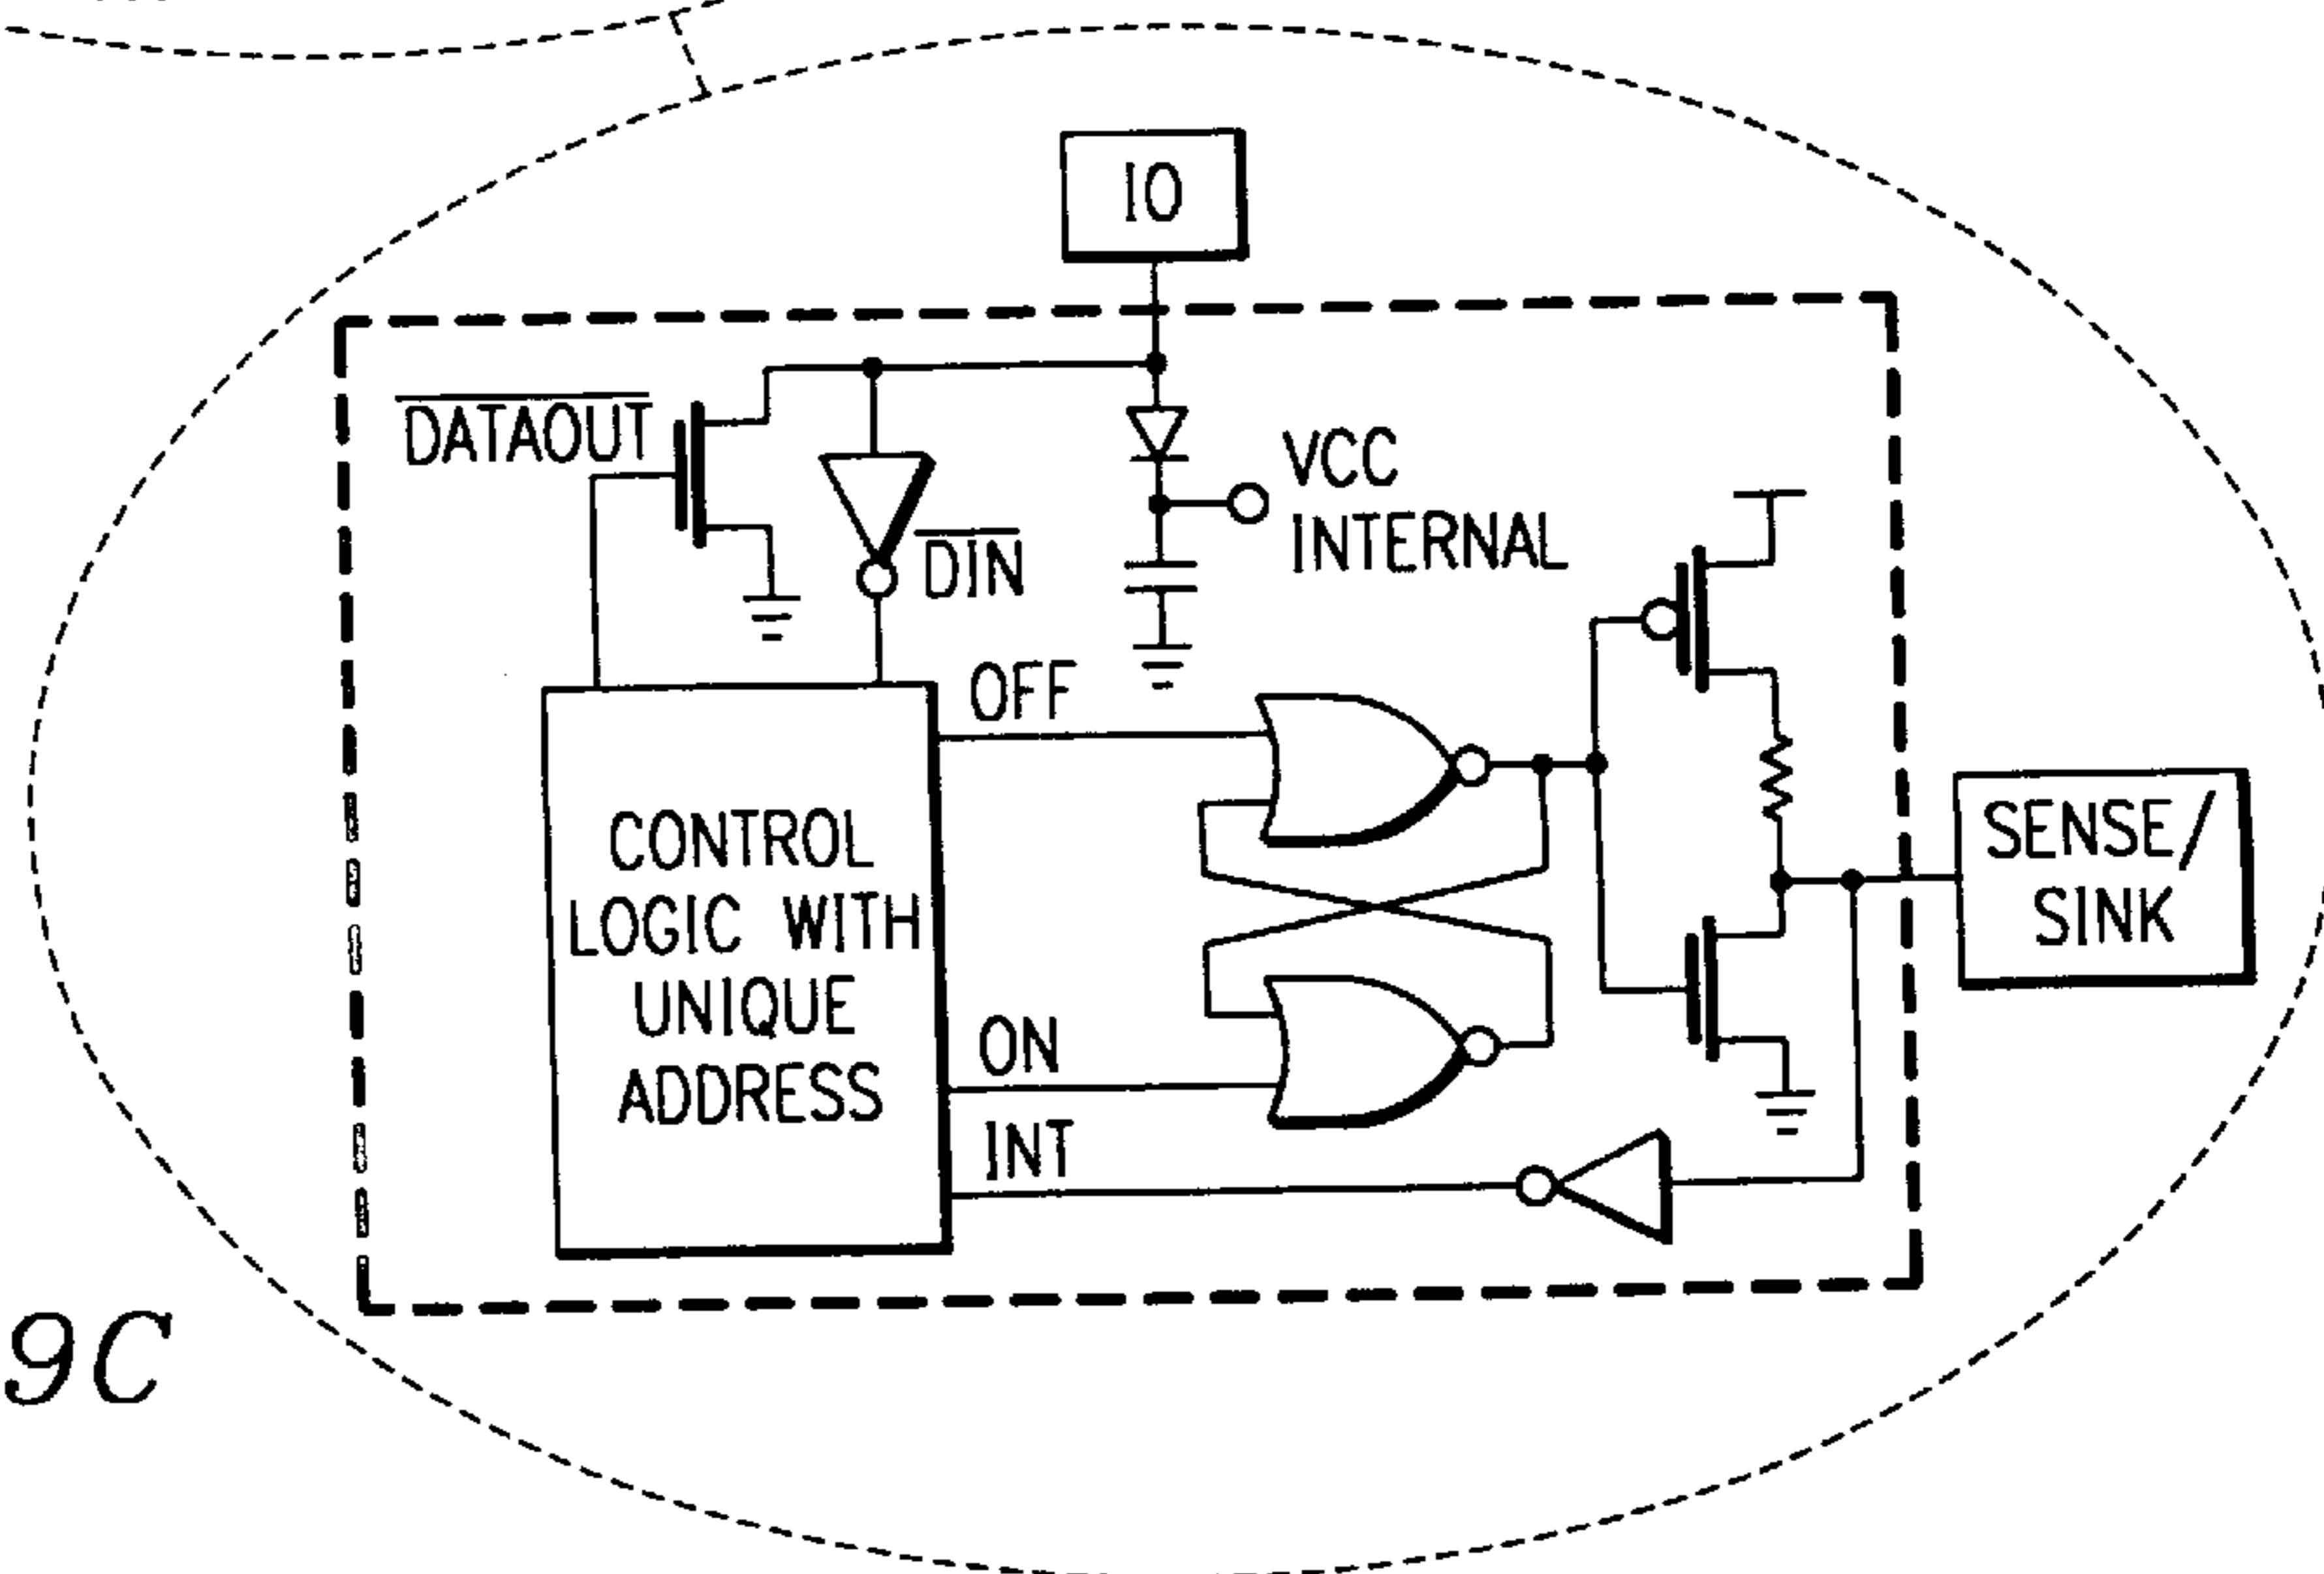 IO
DATAOUT
VCC
INTERNAL
DIN
OFF
CONTROL
LOGIC WITH
UNIQUE
ADDRESS
SENSE/
SINK
ON
INT
9C